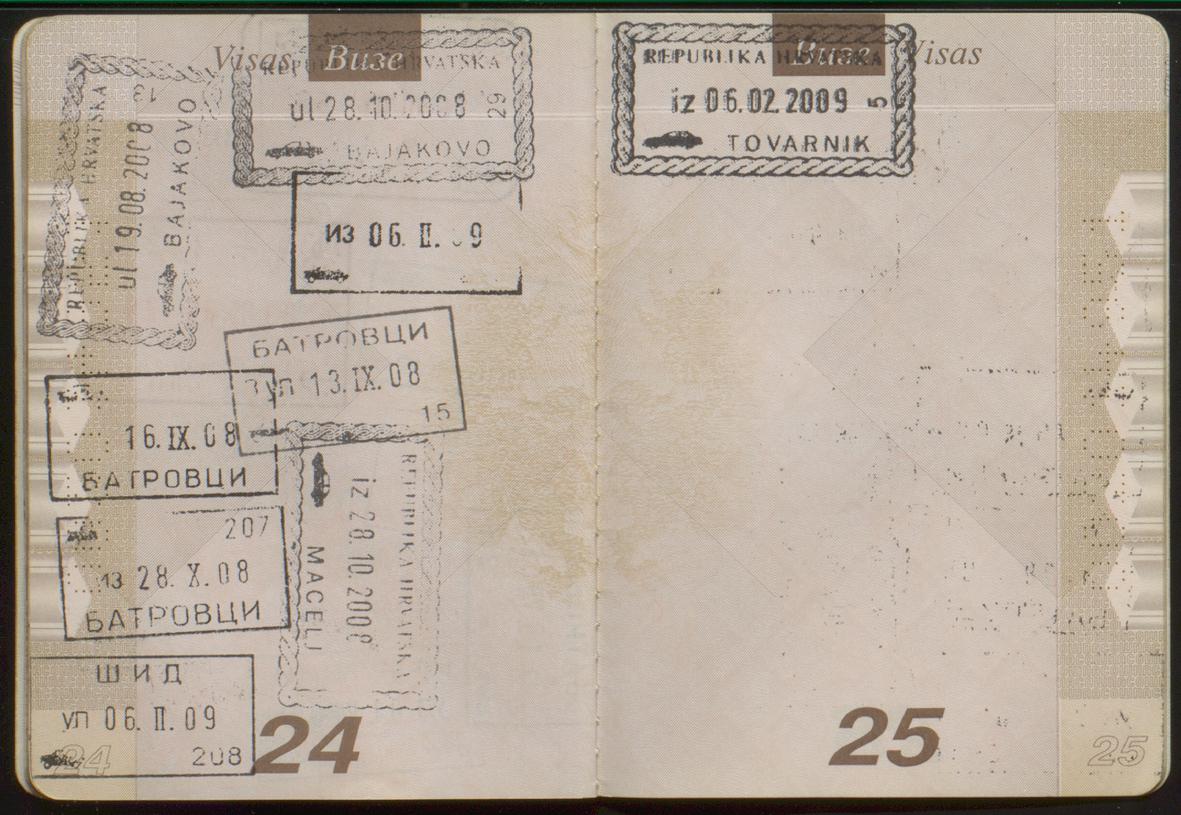 Visas Визе
REPUBLIKA HRVATSKA
ul 19.08.2008 13
BAJAKOVO
HRVATSKA
ul 28.10.2008 29
BAJAKOVO
ИЗ 06. II. 9
БАТРОВЦИ
УЛ 13. IX. 08
15
16. IX. 08
БАТРОВЦИ
207
ИЗ 28. X. 08
БАТРОВЦИ
REPUBLIKA HRVATSKA
iz 28.10.2008
MACELJ
ШИД
УЛ 06. II. 09
208
24
24
Визе Visas
REPUBLIKA HRVATSKA
iz 06.02.2009 5
TOVARNIK
25
25